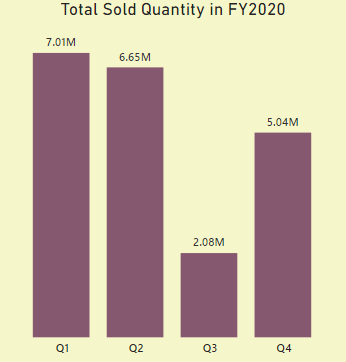 Total Sold Quantity in FY2020
7.01M
6.65M
2.08M
5.04M
Q1 Q2 Q3 Q4